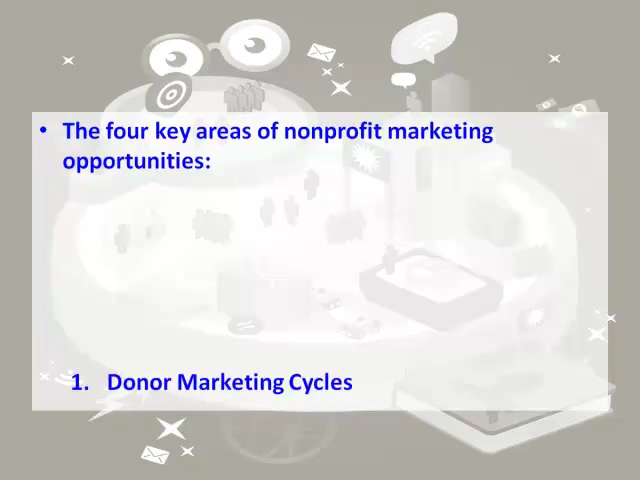 • The four key areas of nonprofit marketing
opportunities:
1. Donor Marketing Cycles